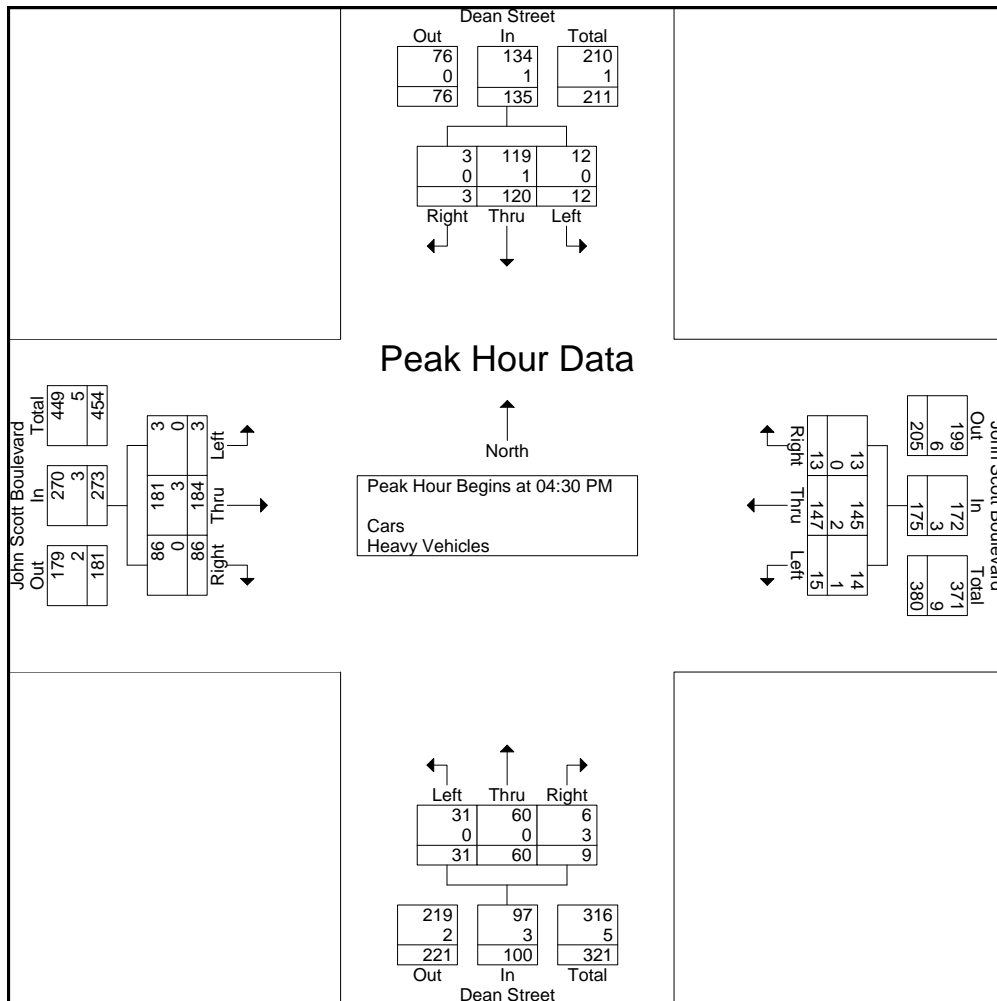 Dean Street
Out In Total
76 134 210
0 1 1
76 135 211
3 119 12
0 1 0
3 120 12
Right Thru Left
Peak Hour Data
North
Peak Hour Begins at 04:30 PM
Cars
Heavy Vehicles
John Scott Boulevard
Total In Out
449 270 179
5 3 2
454 273 181
3 181 86
0 3 0
3 184 86
Left Thru Right
John Scott Boulevard
Out In Total
199 172 371
6 3 9
205 175 380
13 145 14
0 2 1
13 147 15
Right Thru Left
Left Thru Right
31 60 6
0 0 3
31 60 9
219 97 316
2 3 5
221 100 321
Out In Total
Dean Street